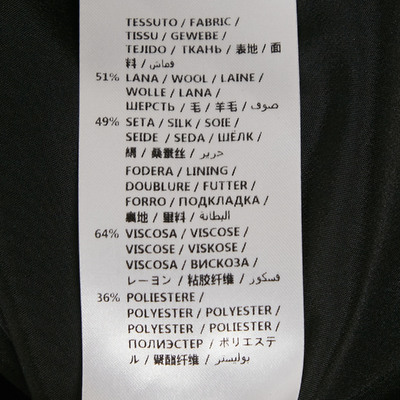 TESSUTO / FABRIC /
TISSU / GEWEBE /
TEJIDO / ТКАНЬ / 表地 / 面
料 / قماش
51% LANA / WOOL / LAINE /
WOLLE / LANA /
ШЕРСТЬ / 毛 / 羊毛 / صوف
49% SETA / SILK / SOIE /
SEIDE / SEDA / ШЁЛК /
絹 / 桑蚕丝 / حرير
FODERA / LINING /
DOUBLURE / FUTTER /
FORRO / ПОДКЛАДКА /
裏地 / 里料 / البطانة
64% VISCOSA / VISCOSE /
VISCOSE / VISKOSE /
VISCOSA / ВИСКОЗА /
レーヨン / 粘胶纤维 / فسكوز
36% POLIESTERE /
POLYESTER / POLYESTER /
POLYESTER / POLIESTER /
ПОЛИЭСТЕР / ポリエステ
ル / 聚酯纤维 / بوليستر